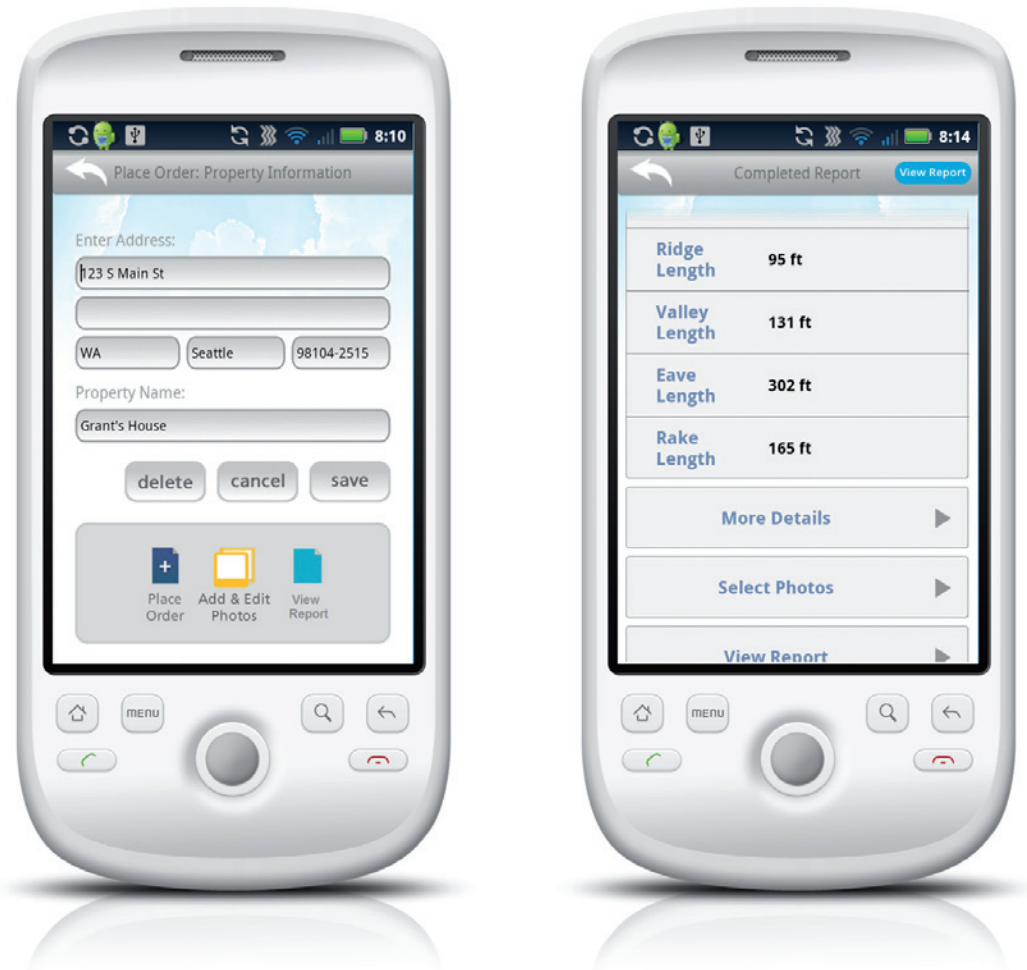 8:10
Place Order: Property Information
Enter Address:
123 S Main St
WA
Seattle
98104-2515
Property Name:
Grant's House
delete
cancel
save
Place
Order
Add & Edit
Photos
View
Report
MENU
8:14
Completed Report
View Report
Ridge
Length
95 ft
Valley
Length
131 ft
Eave
Length
302 ft
Rake
Length
165 ft
More Details
Select Photos
View Report
MENU